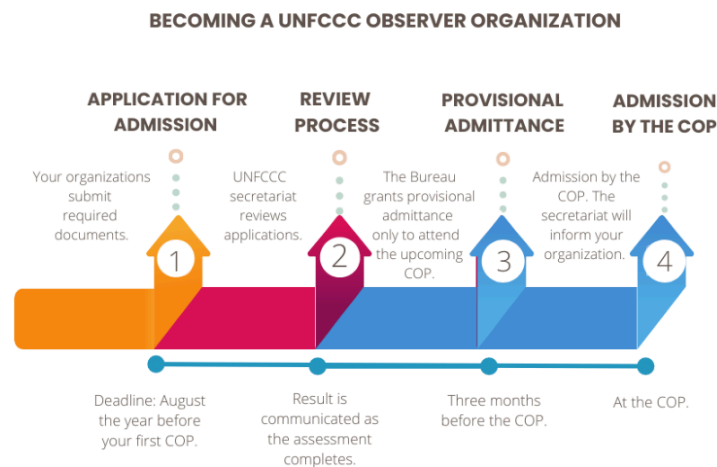 BECOMING A UNFCCC OBSERVER ORGANIZATION
APPLICATION FOR
ADMISSION
Your organizations
submit
required
documents.
1
Deadline: August
the year before
your first COP.
REVIEW
PROCESS
UNFCCC
secretariat
reviews
applications.
2
Result is
communicated as
the assessment
completes.
PROVISIONAL
ADMITTANCE
The Bureau
grants provisional
admittance
only to attend
the upcoming
COP.
3
Three months
before the COP.
ADMISSION
BY THE COP
Admission by the
COP. The
secretariat will
inform your
organization.
4
At the COP.